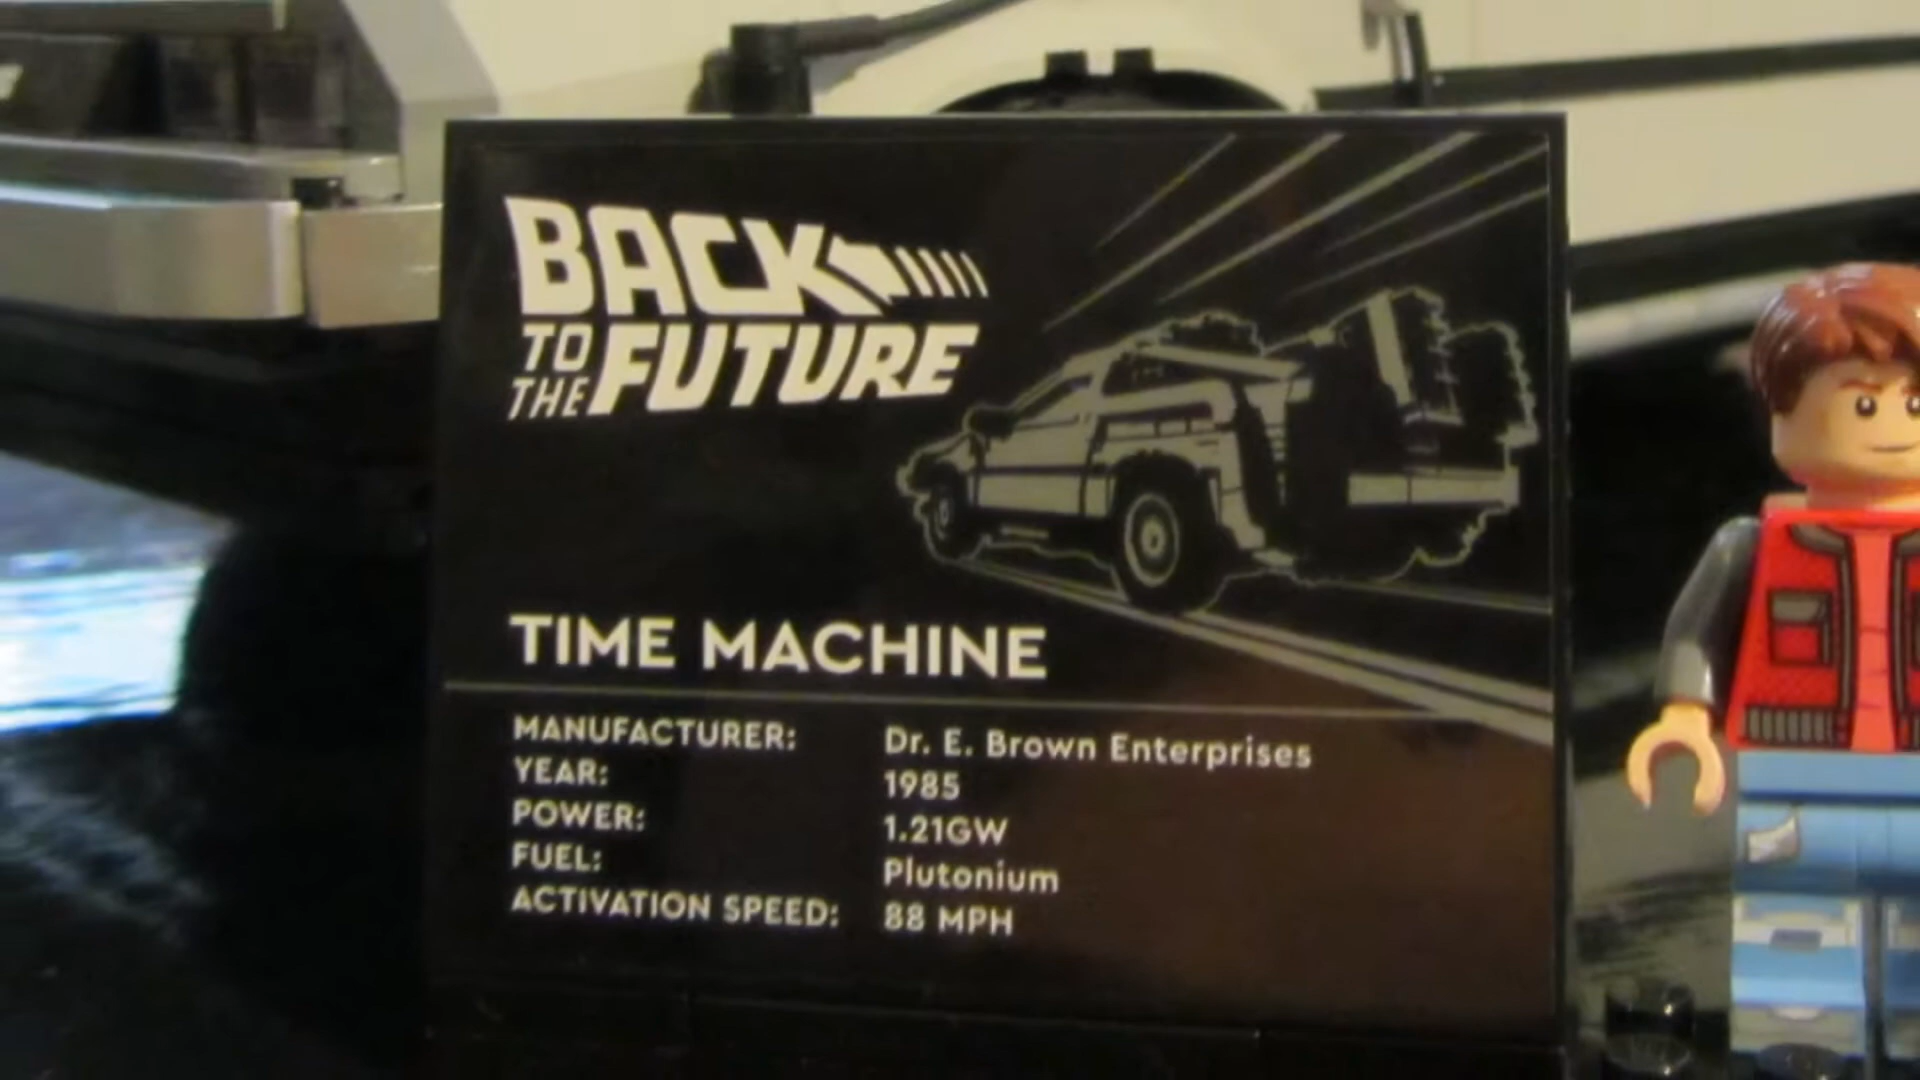 BACK
TO
THE FUTURE
TIME MACHINE
MANUFACTURER: Dr. E. Brown Enterprises
YEAR: 1985
POWER: 1.21GW
FUEL: Plutonium
ACTIVATION SPEED: 88 MPH